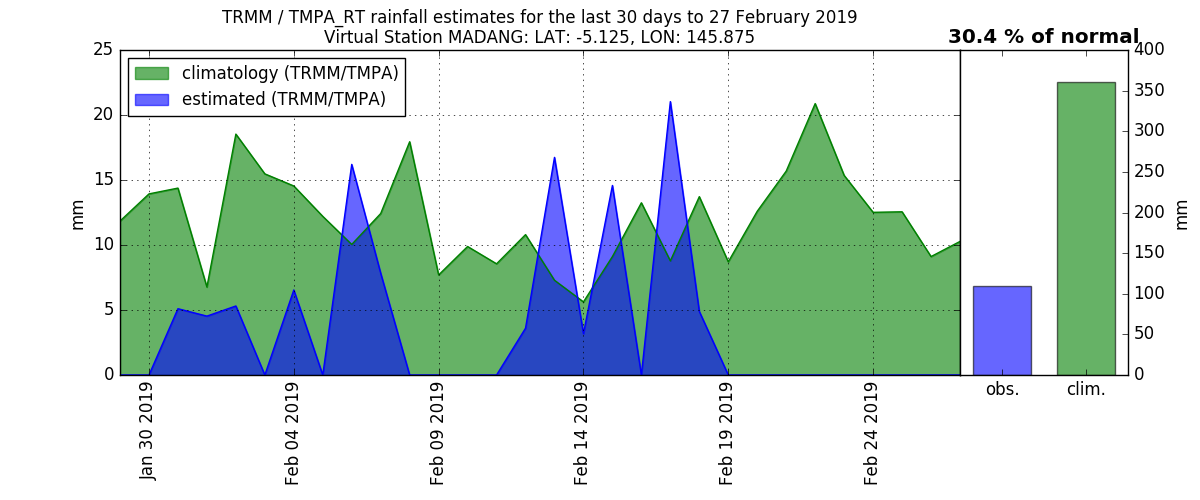 TRMM / TMPA_RT rainfall estimates for the last 30 days to 27 February 2019
Virtual Station MADANG: LAT: -5.125, LON: 145.875
30.4 % of normal
climatology (TRMM/TMPA)
estimated (TRMM/TMPA)
mm
25
20
15
10
5
0
Jan 30 2019
Feb 04 2019
Feb 09 2019
Feb 14 2019
Feb 19 2019
Feb 24 2019
400
350
300
250
200
150
100
50
0
mm
obs.
clim.